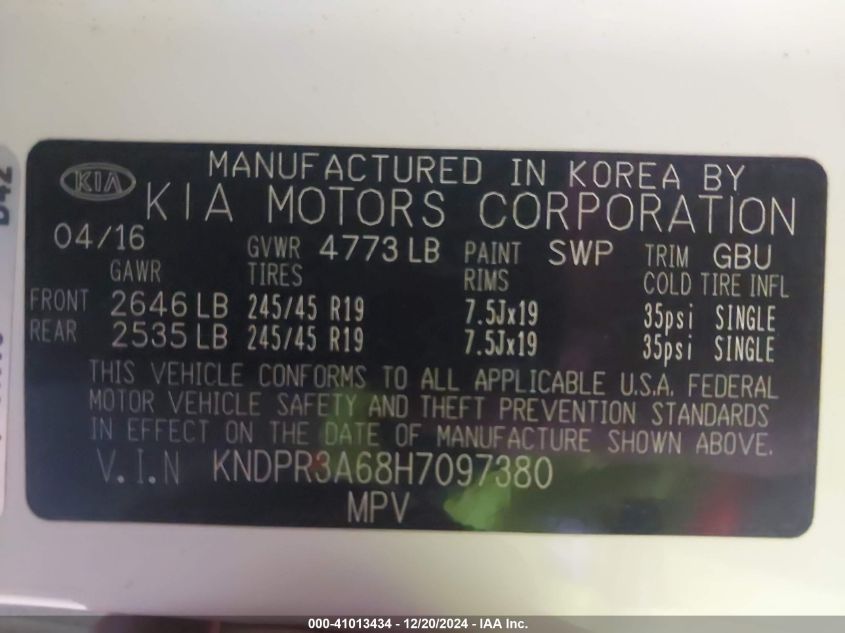 MANUFACTURED IN KOREA BY
KIA KIA MOTORS CORPORATION
04/16 GVWR 4773 LB PAINT SWP TRIM GBU
GAWR TIRES RIMS COLD TIRE INFL
FRONT 2646 LB 245/45 R19 7.5Jx19 35psi SINGLE
REAR 2535 LB 245/45 R19 7.5Jx19 35psi SINGLE
THIS VEHICLE CONFORMS TO ALL APPLICABLE U.S.A. FEDERAL
MOTOR VEHICLE SAFETY AND THEFT PREVENTION STANDARDS
IN EFFECT ON THE DATE OF MANUFACTURE SHOWN ABOVE.
V.I.N KNDPR3A68H7097380
MPV
000-41013434 - 12/20/2024 - IAA Inc.